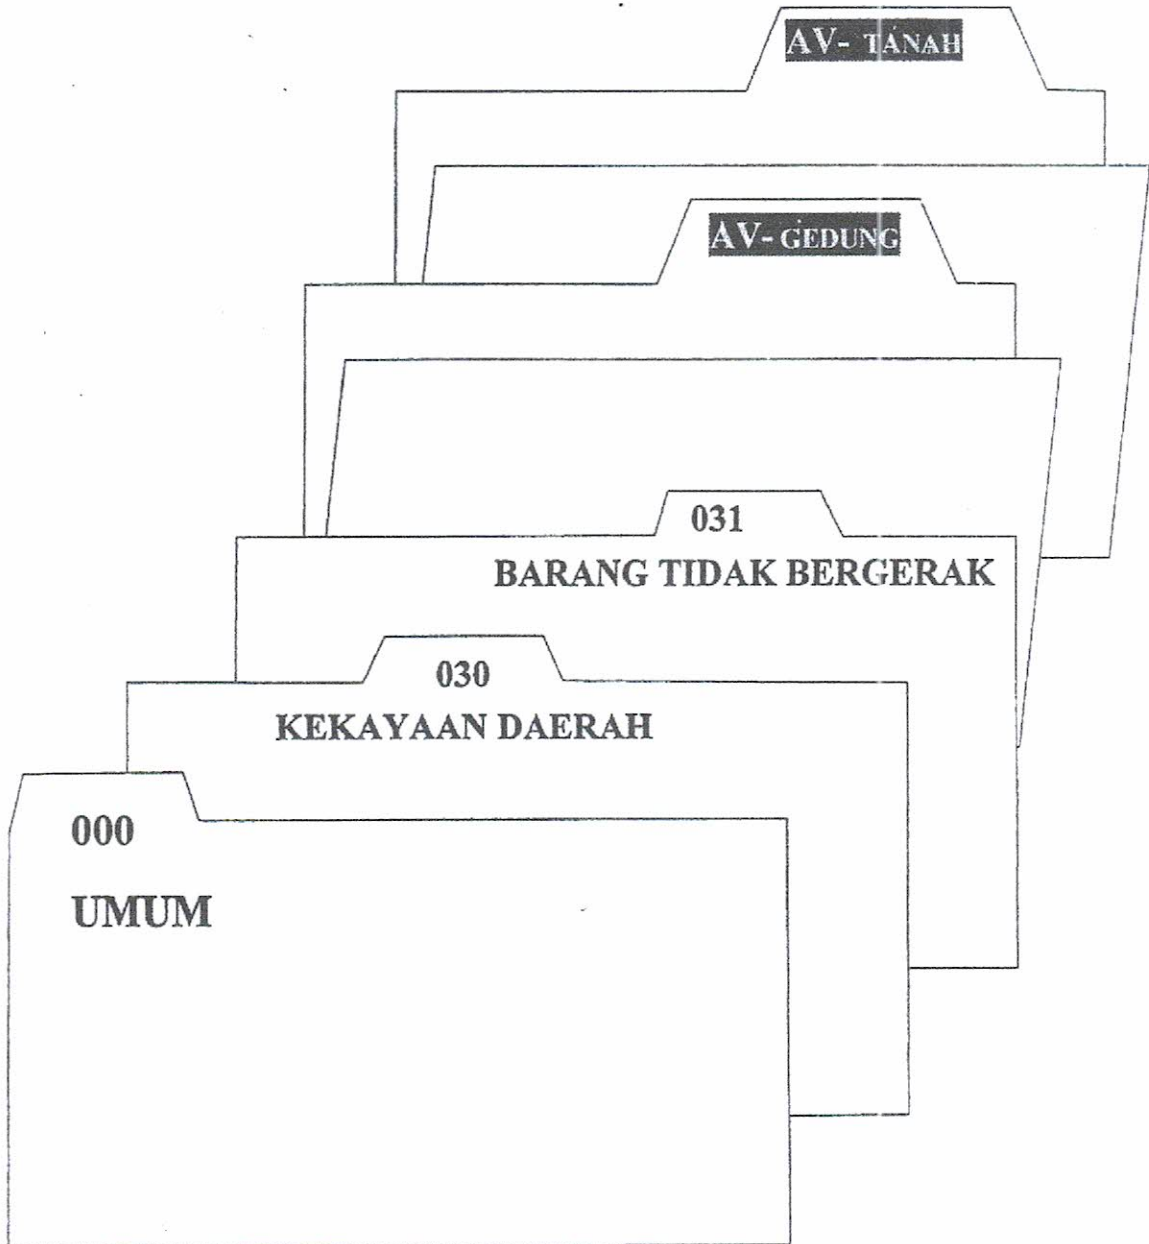 AV- TANAH
AV- GEDUNG
031
BARANG TIDAK BERGERAK
030
KEKAYAAN DAERAH
000
UMUM